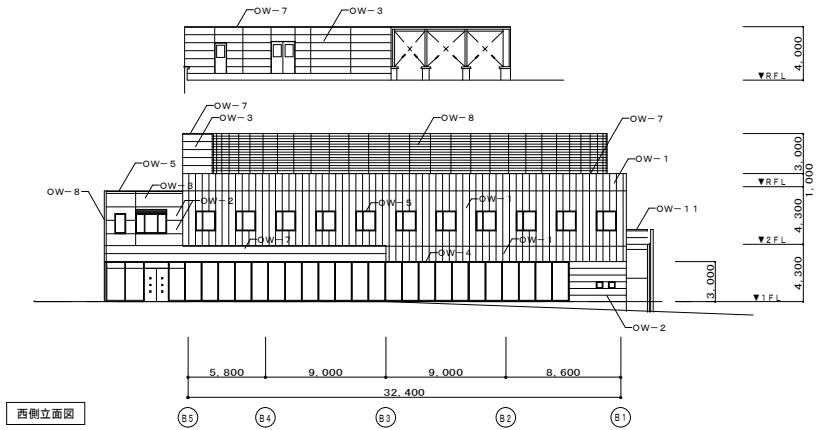 OW-7
OW-3
4,000
▼RFL
OW-7
OW-3
OW-8
OW-7
OW-1
3,000
1,000
▼RFL
OW-5
OW-3
OW-8
OW-2
OW-5
OW-1
OW-11
4,300
▼2FL
OW-7
OW-4
OW-1
3,000
4,300
▼1FL
OW-2
5,800
9,000
9,000
8,600
32,400
西側立面図
B5
B4
B3
B2
B1